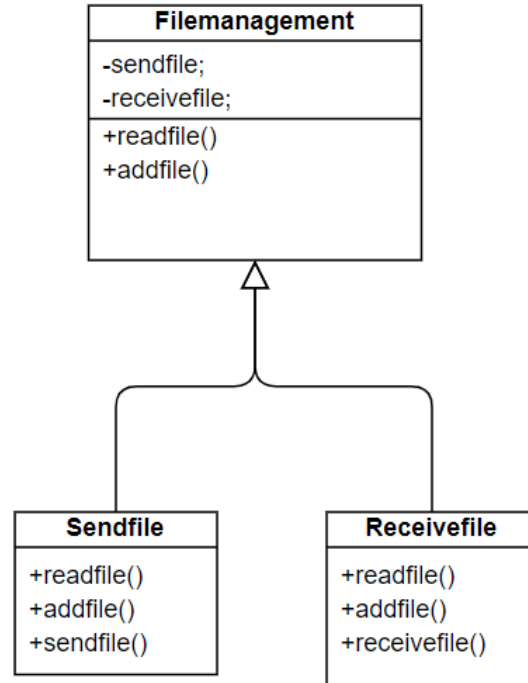 Filemanagement
-sendfile;
-receivefile;
+readfile()
+addfile()
Sendfile
+readfile()
+addfile()
+sendfile()
Receivefile
+readfile()
+addfile()
+receivefile()